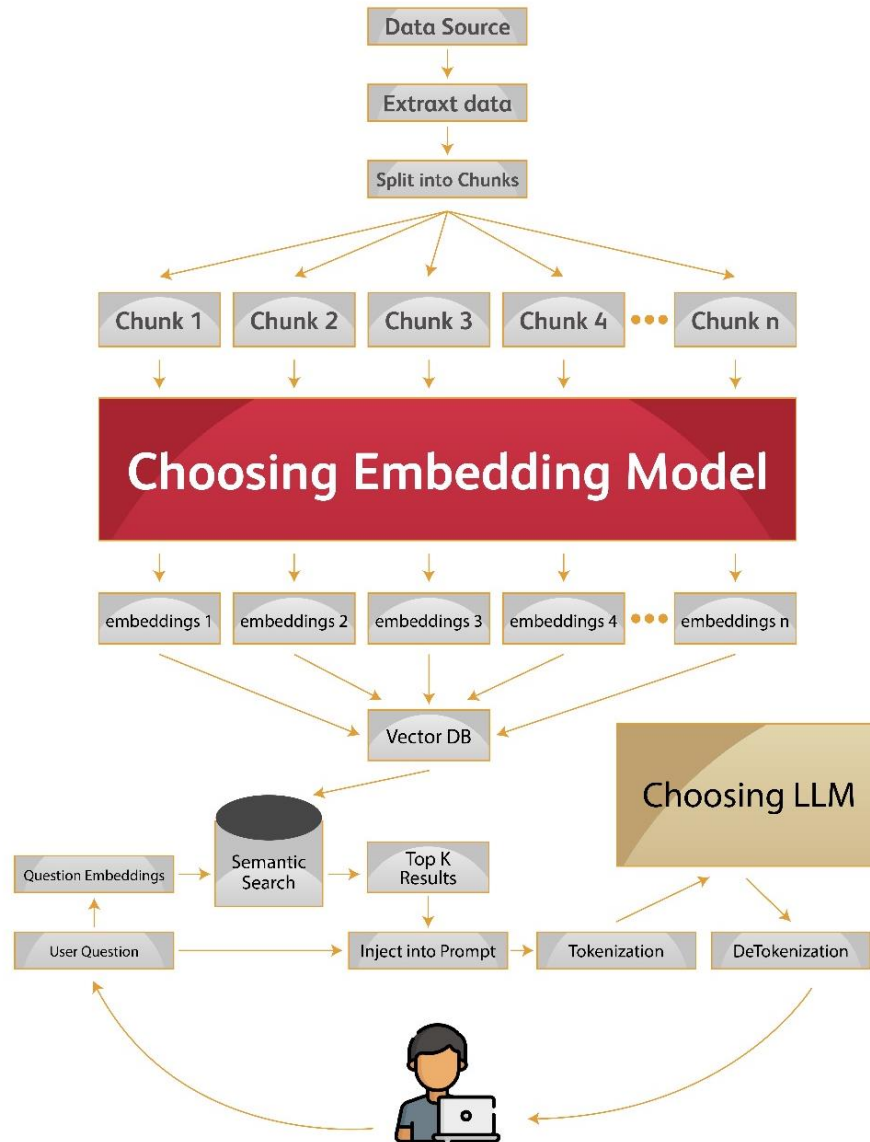 Data Source
Extraxt data
Split into Chunks
Chunk 1
Chunk 2
Chunk 3
Chunk 4
Chunk n
Choosing Embedding Model
embeddings 1
embeddings 2
embeddings 3
embeddings 4
embeddings n
Vector DB
Choosing LLM
Semantic
Search
Top K
Results
Question Embeddings
User Question
Inject into Prompt
Tokenization
DeTokenization